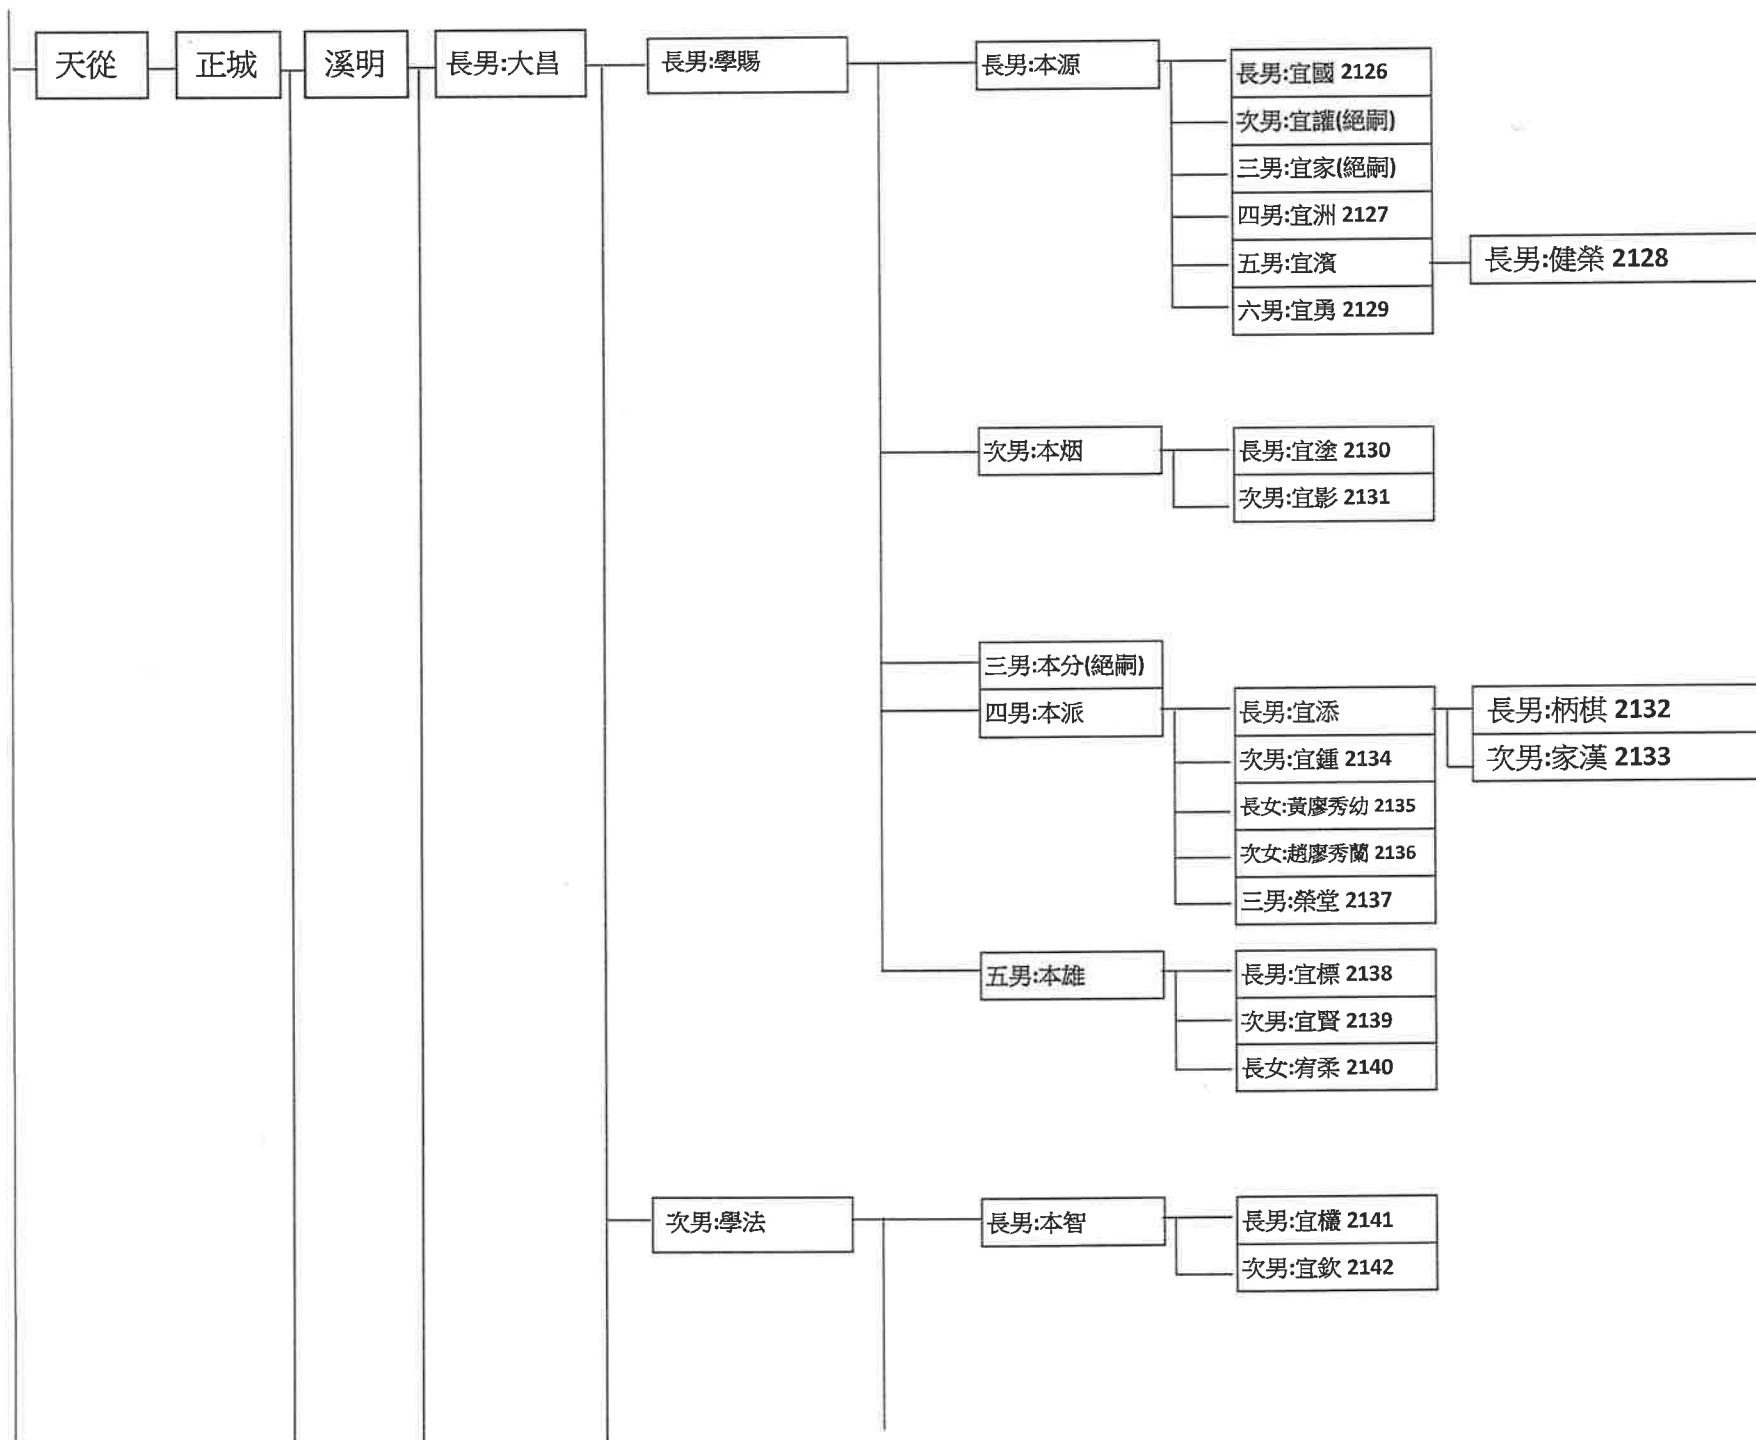 天從
正城
溪明
長男:大昌
長男:學賜
長男:本源
長男:宜國 2126
次男:宜讙(絕嗣)
三男:宜家(絕嗣)
四男:宜洲 2127
五男:宜濱
長男:健榮 2128
六男:宜勇 2129
次男:本烟
長男:宜塗 2130
次男:宜影 2131
三男:本分(絕嗣)
四男:本派
長男:宜添
長男:柄棋 2132
次男:家漢 2133
次男:宜鍾 2134
長女:黃廖秀幼 2135
次女:趙廖秀蘭 2136
三男:榮堂 2137
五男:本雄
長男:宜標 2138
次男:宜賢 2139
長女:宥柔 2140
次男:學法
長男:本智
長男:宜 2141
次男:宜欽 2142